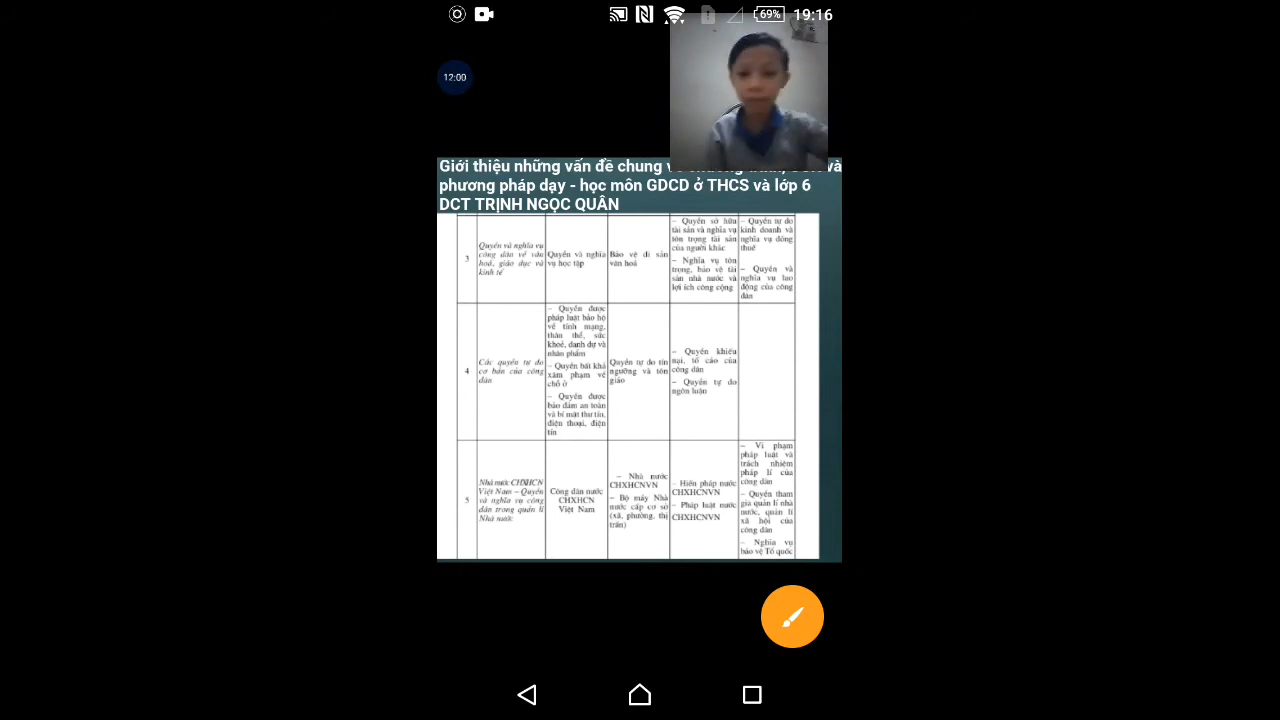 69%
19:16
12:00
Giới thiệu những vấn đề chung
phương pháp dạy - học môn GDCD ở THCS và lớp 6
DCT TRỊNH NGỌC QUÂN
3
Quyền và nghĩa vụ
công dân về văn
hoá, giáo dục và
kinh tế
Quyền và nghĩa
vụ học tập
Bảo vệ di sản
văn hoá
– Quyền sở hữu
tài sản và nghĩa vụ
tôn trọng tài sản
của người khác
– Nghĩa vụ tôn
trọng, bảo vệ tài
sản nhà nước và
lợi ích công cộng
– Quyền tự do
kinh doanh và
nghĩa vụ đóng
thuế
– Quyền và
nghĩa vụ lao
động của công
dân
4
Các quyền tự do
cơ bản của công
dân
– Quyền được
pháp luật bảo hộ
về tính mạng,
thân thể, sức
khoẻ, danh dự và
nhân phẩm
– Quyền bất khả
xâm phạm về
chỗ ở
– Quyền được
bảo đảm an toàn
và bí mật thư tín,
điện thoại, điện
tín
Quyền tự do tín
ngưỡng và tôn
giáo
– Quyền khiếu
nại, tố cáo của
công dân
– Quyền tự do
ngôn luận
5
Nhà nước CHXHCN
Việt Nam – Quyền
và nghĩa vụ công
dân trong quản lí
Nhà nước
Công dân nước
CHXHCN
Việt Nam
– Nhà nước
CHXHCNVN
– Bộ máy Nhà
nước cấp cơ sở
(xã, phường, thị
trấn)
– Hiến pháp nước
CHXHCNVN
– Pháp luật nước
CHXHCNVN
– Vi phạm
pháp luật và
trách nhiệm
pháp lí của
công dân
– Quyền tham
gia quản lí nhà
nước, quản lí
xã hội của
công dân
– Nghĩa vụ
bảo vệ Tổ quốc